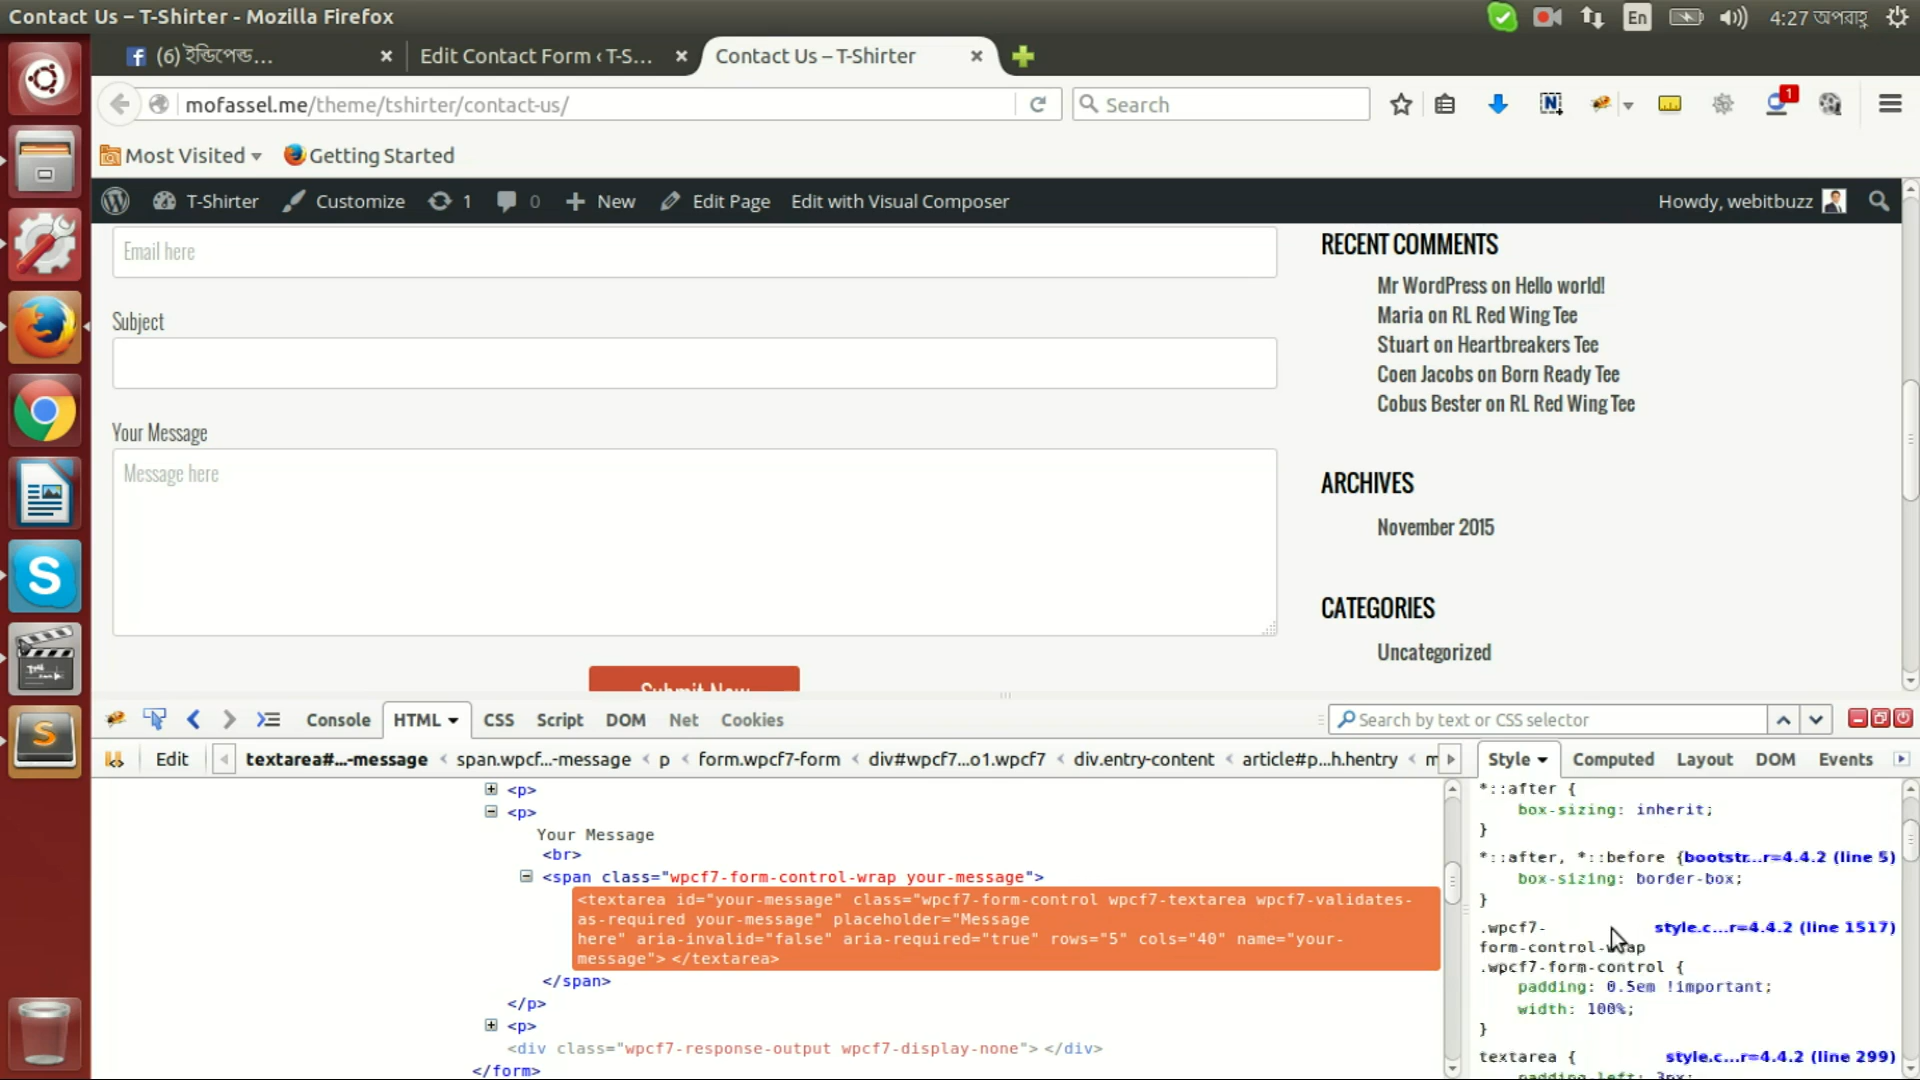 Contact Us – T-Shirter - Mozilla Firefox
En
4:27 অপরাহ্ণ
(6) ইন্ডিপেন্ড...
Edit Contact Form ‹ T-S...
Contact Us – T-Shirter
mofassel.me/theme/tshirter/contact-us/
Search
1
Most Visited
Getting Started
T-Shirter
Customize
1
0
New
Edit Page
Edit with Visual Composer
Howdy, webitbuzz
Email here
Subject
Your Message
Message here
Submit Now
RECENT COMMENTS
Mr WordPress on Hello world!
Maria on RL Red Wing Tee
Stuart on Heartbreakers Tee
Coen Jacobs on Born Ready Tee
Cobus Bester on RL Red Wing Tee
ARCHIVES
November 2015
CATEGORIES
Uncategorized
Console
HTML
CSS
Script
DOM
Net
Cookies
Search by text or CSS selector
Edit
textarea#...-message < span.wpcf...-message < p < form.wpcf7-form < div#wpcf7...o1.wpcf7 < div.entry-content < article#p...h.hentry < m
Style
Computed
Layout
DOM
Events
<p>
<p>
Your Message
<br>
<span class="wpcf7-form-control-wrap your-message">
<textarea id="your-message" class="wpcf7-form-control wpcf7-textarea wpcf7-validates-
as-required your-message" placeholder="Message
here" aria-invalid="false" aria-required="true" rows="5" cols="40" name="your-
message"> </textarea>
</span>
</p>
<p>
<div class="wpcf7-response-output wpcf7-display-none"> </div>
</form>
*::after {
box-sizing: inherit;
}
*::after, *::before {
bootstr...r=4.4.2 (line 5)
box-sizing: border-box;
}
.wpcf7-
style.c...r=4.4.2 (line 1517)
form-control-wrap
.wpcf7-form-control {
padding: 0.5em !important;
width: 100%;
}
textarea {
style.c...r=4.4.2 (line 299)
padding-left: 3px;